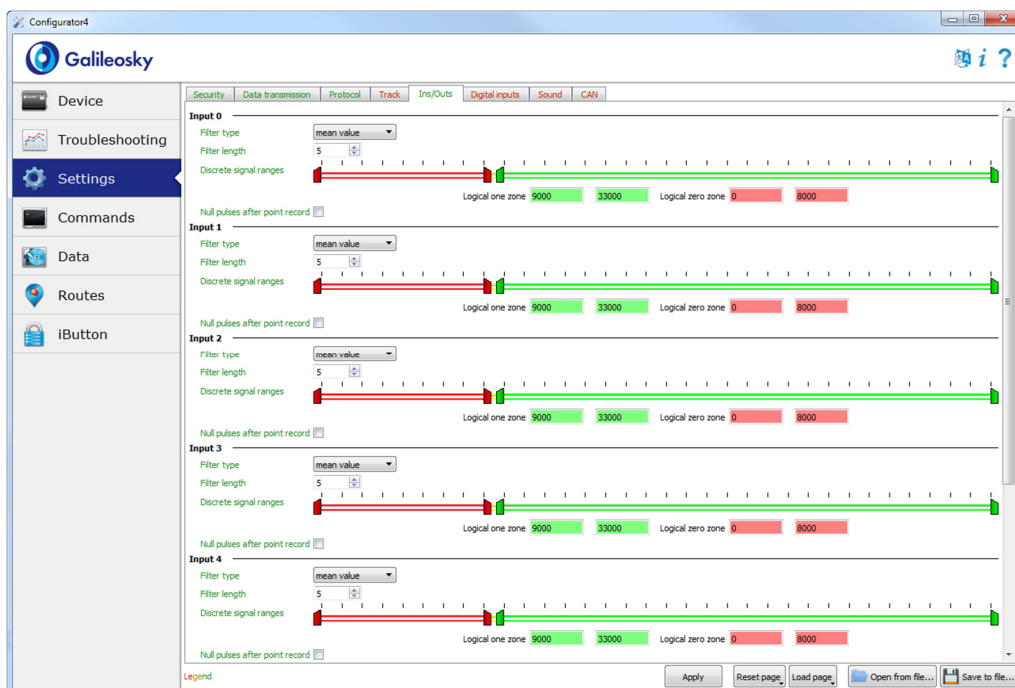 Configurator4
Galileosky
Device
Troubleshooting
Settings
Commands
Data
Routes
iButton
Security Data transmission Protocol Track Ins/Outs Digital inputs Sound CAN
Input 0
Filter type mean value
Filter length 5
Discrete signal ranges
Logical one zone 9000 33000 Logical zero zone 0 8000
Null pulses after point record
Input 1
Filter type mean value
Filter length 5
Discrete signal ranges
Logical one zone 9000 33000 Logical zero zone 0 8000
Null pulses after point record
Input 2
Filter type mean value
Filter length 5
Discrete signal ranges
Logical one zone 9000 33000 Logical zero zone 0 8000
Null pulses after point record
Input 3
Filter type mean value
Filter length 5
Discrete signal ranges
Logical one zone 9000 33000 Logical zero zone 0 8000
Null pulses after point record
Input 4
Filter type mean value
Filter length 5
Discrete signal ranges
Logical one zone 9000 33000 Logical zero zone 0 8000
Null pulses after point record
Legend
Apply Reset page Load page Open from file... Save to file...